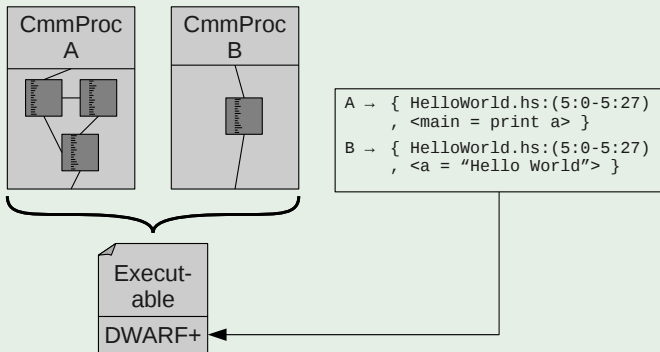 CmmProc
A
CmmProc
B
A → { HelloWorld.hs:(5:0-5:27)
, <main = print a> }
B → { HelloWorld.hs:(5:0-5:27)
, <a = “Hello World”> }
Execut-
able
DWARF+